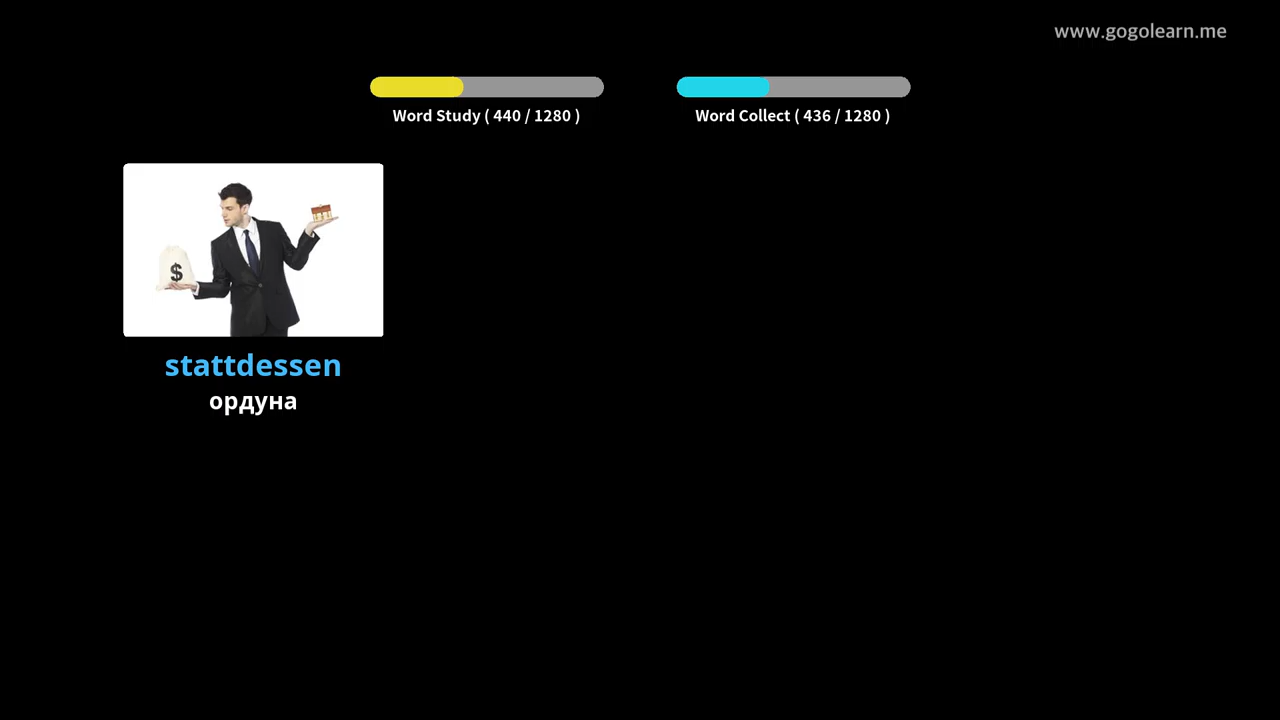 www.gogolearn.me
Word Study ( 440 / 1280 )
Word Collect ( 436 / 1280 )
$
stattdessen
ордуна